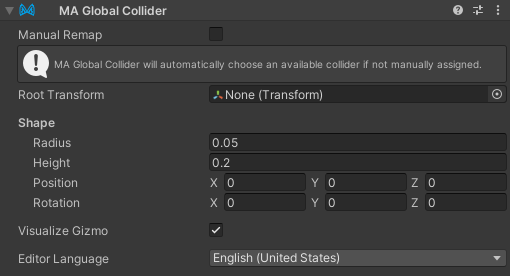 MA Global Collider
Manual Remap
MA Global Collider will automatically choose an available collider if not manually assigned.
Root Transform None (Transform)
Shape
Radius 0.05
Height 0.2
Position X 0 Y 0 Z 0
Rotation X 0 Y 0 Z 0
Visualize Gizmo
Editor Language English (United States)